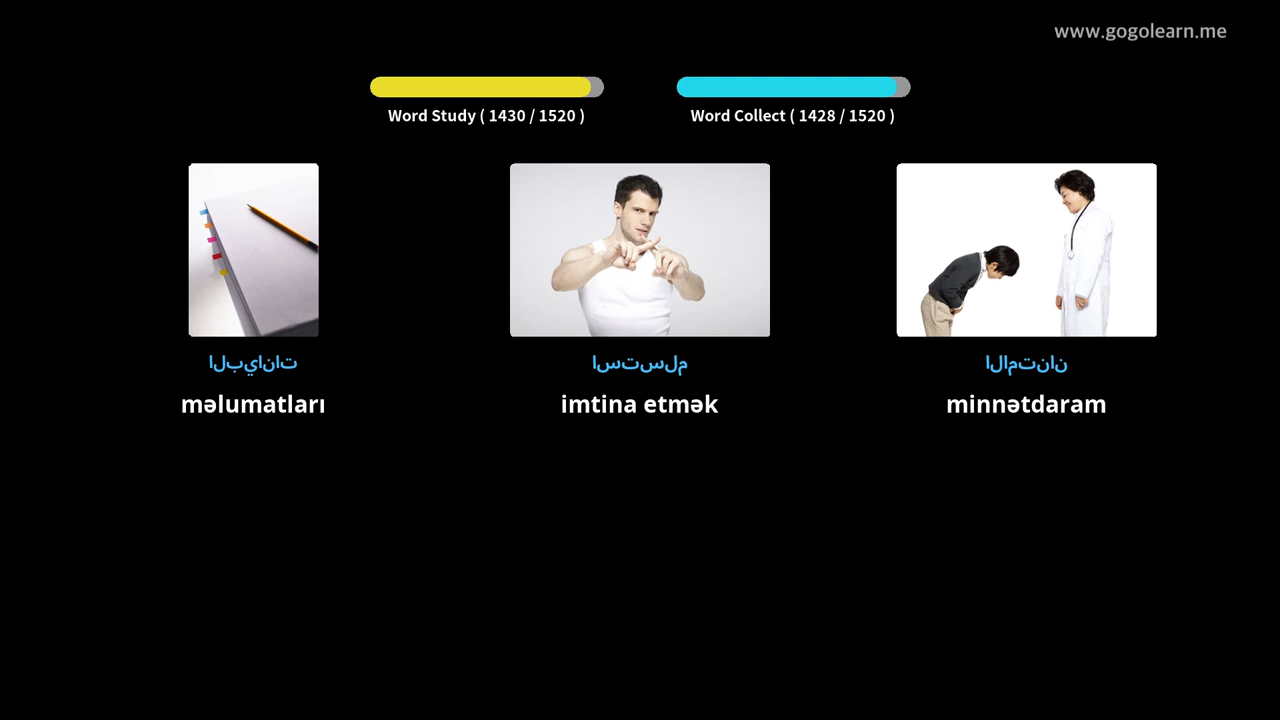 www.gogolearn.me
Word Study ( 1430 / 1520 )
Word Collect ( 1428 / 1520 )
البيانات
استسلم
الامتنان
məlumatları
imtina etmək
minnətdaram